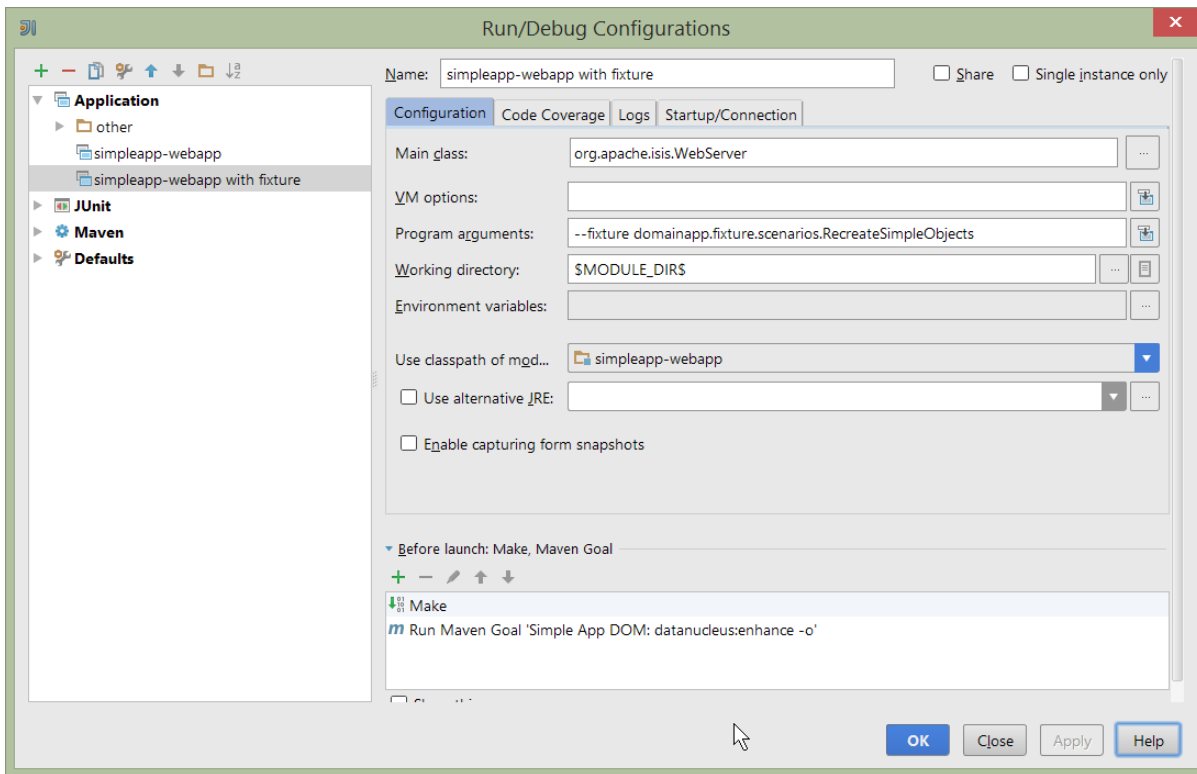 Run/Debug Configurations
Name: simpleapp-webapp with fixture Share Single instance only
Application
other
simpleapp-webapp
simpleapp-webapp with fixture
JUnit
Maven
Defaults
Configuration Code Coverage Logs Startup/Connection
Main class: org.apache.isis.WebServer ...
VM options:
Program arguments: --fixture domainapp.fixture.scenarios.RecreateSimpleObjects
Working directory: $MODULE_DIR$ ...
Environment variables: ...
Use classpath of mod... simpleapp-webapp
Use alternative JRE: ...
Enable capturing form snapshots
Before launch: Make, Maven Goal
Make
m Run Maven Goal 'Simple App DOM: datanucleus:enhance -o'
OK Close Apply Help